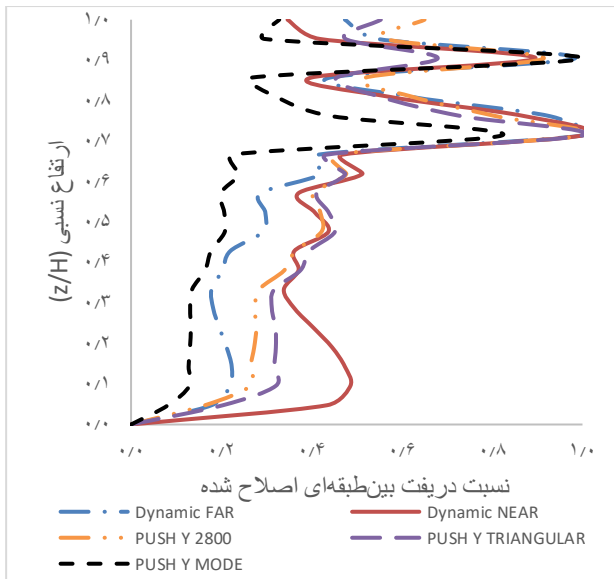 ۱/۰
۰/۹
۰/۸
۰/۷
۰/۶
۰/۵
۰/۴
۰/۳
۰/۲
۰/۱
۰/۰
ارتفاع نسبی (z/H)
۰/۰ ۰/۲ ۰/۴ ۰/۶ ۰/۸ ۱/۰
نسبت دریفت بین‌طبقه‌ای اصلاح شده
Dynamic FAR Dynamic NEAR
PUSH Y 2800 PUSH Y TRIANGULAR
PUSH Y MODE